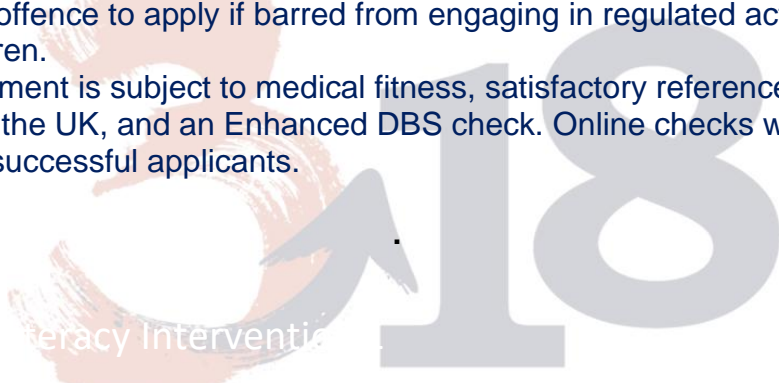 offence to apply if barred from engaging in regulated ac
ren.
ment is subject to medical fitness, satisfactory reference
the UK, and an Enhanced DBS check. Online checks w
successful applicants.
.
318
eracy Interventi